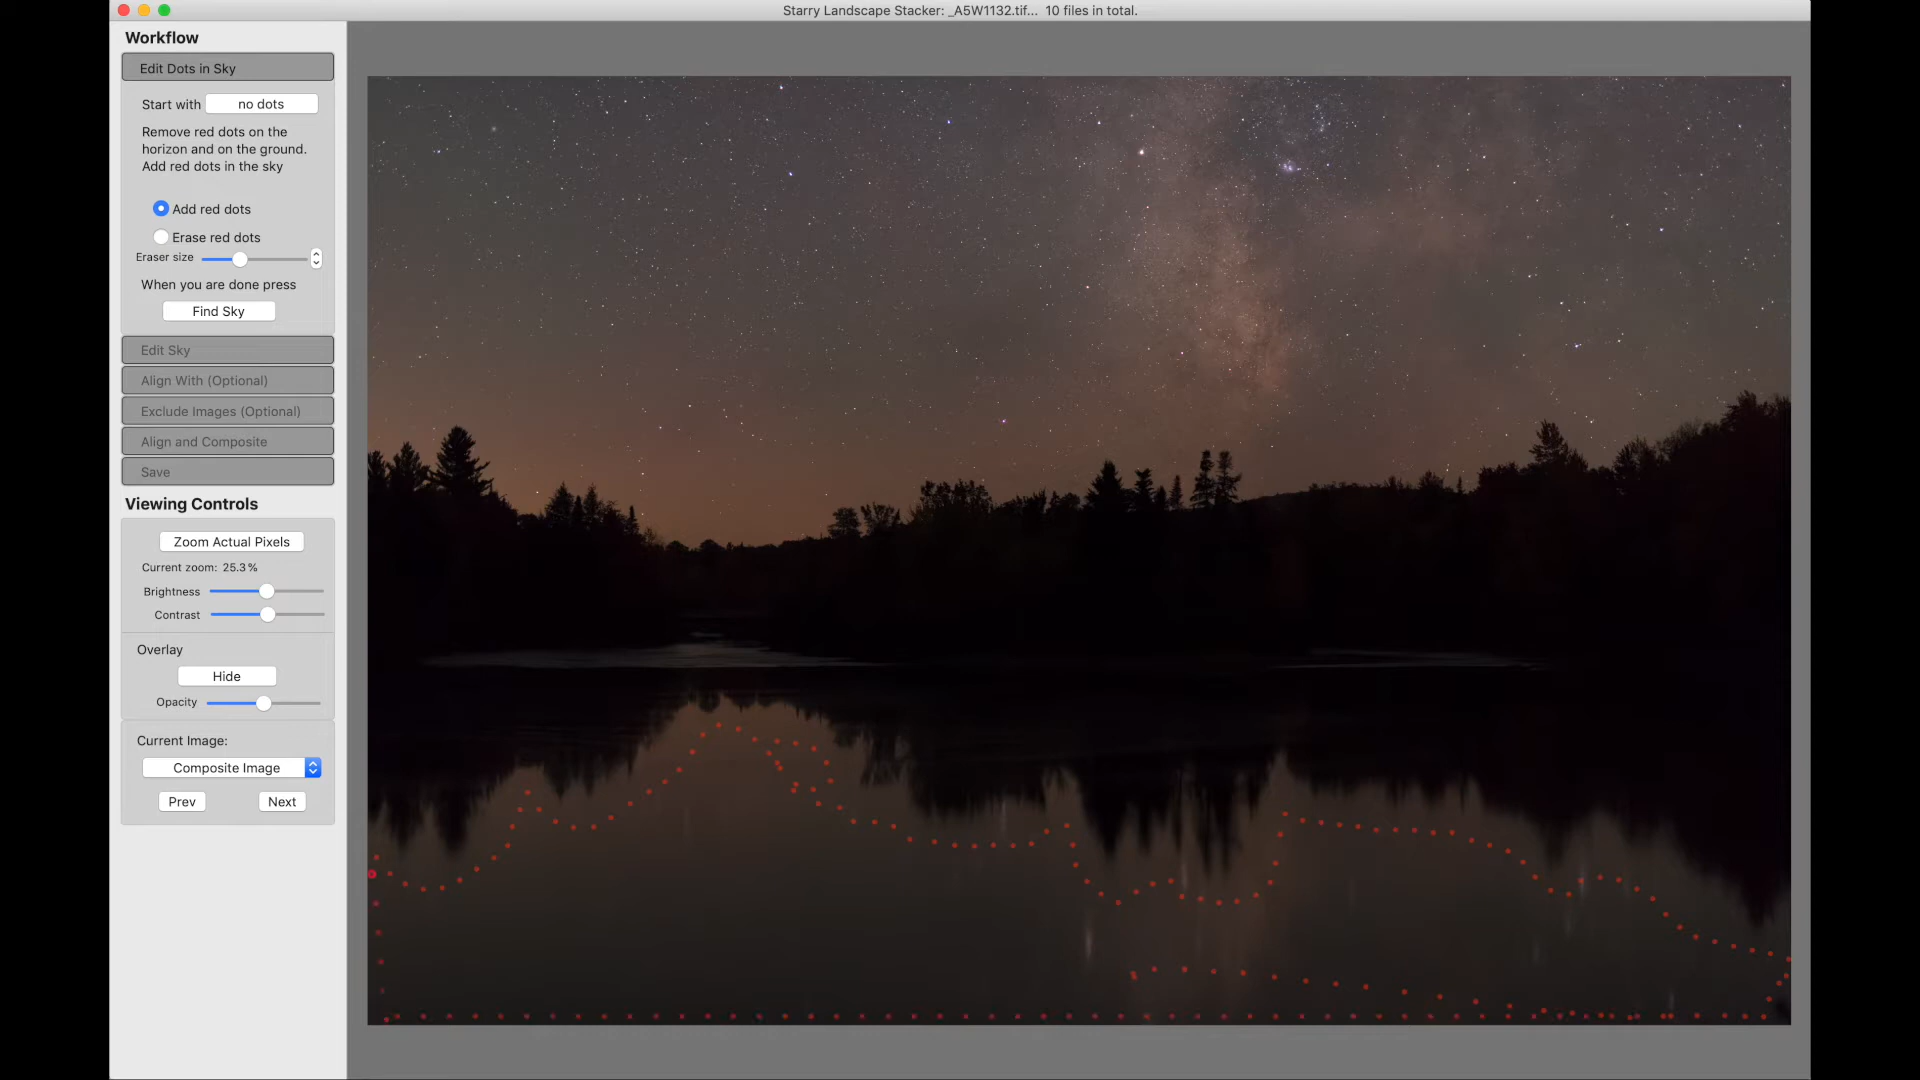 Starry Landscape Stacker: _A5W1132.tif... 10 files in total.
Workflow
Edit Dots in Sky
Start with no dots
Remove red dots on the
horizon and on the ground.
Add red dots in the sky
Add red dots
Erase red dots
Eraser size
When you are done press
Find Sky
Edit Sky
Align With (Optional)
Exclude Images (Optional)
Align and Composite
Save
Viewing Controls
Zoom Actual Pixels
Current zoom: 25.3%
Brightness
Contrast
Overlay
Hide
Opacity
Current Image:
Composite Image
Prev Next